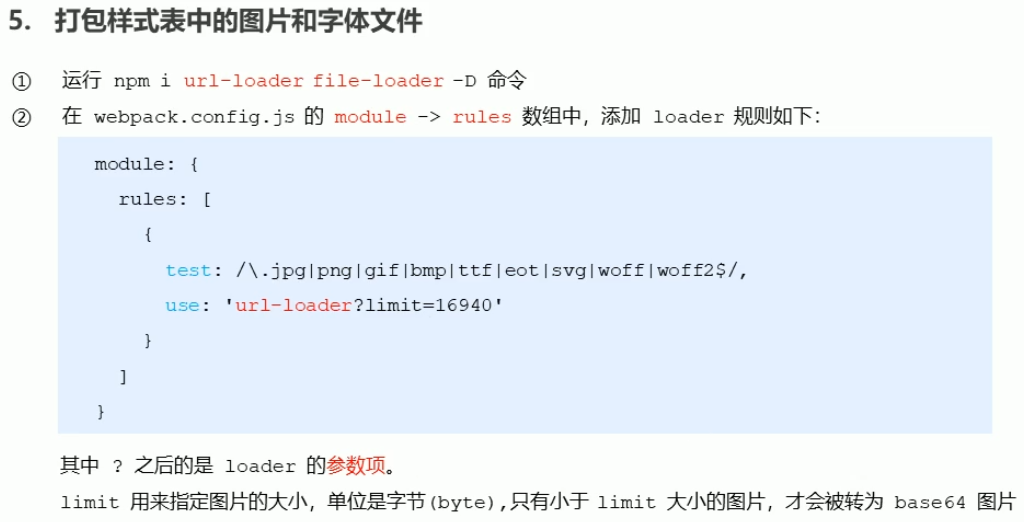 5. 打包样式表中的图片和字体文件
① 运行 npm i url-loader file-loader -D 命令
② 在 webpack.config.js 的 module -> rules 数组中，添加 loader 规则如下：
module: {
rules: [
{
test: /\.jpg|png|gif|bmp|ttf|eot|svg|woff|woff2$/,
use: 'url-loader?limit=16940'
}
]
}
其中 ? 之后的是 loader 的参数项。
limit 用来指定图片的大小，单位是字节(byte),只有小于 limit 大小的图片，才会被转为 base64 图片